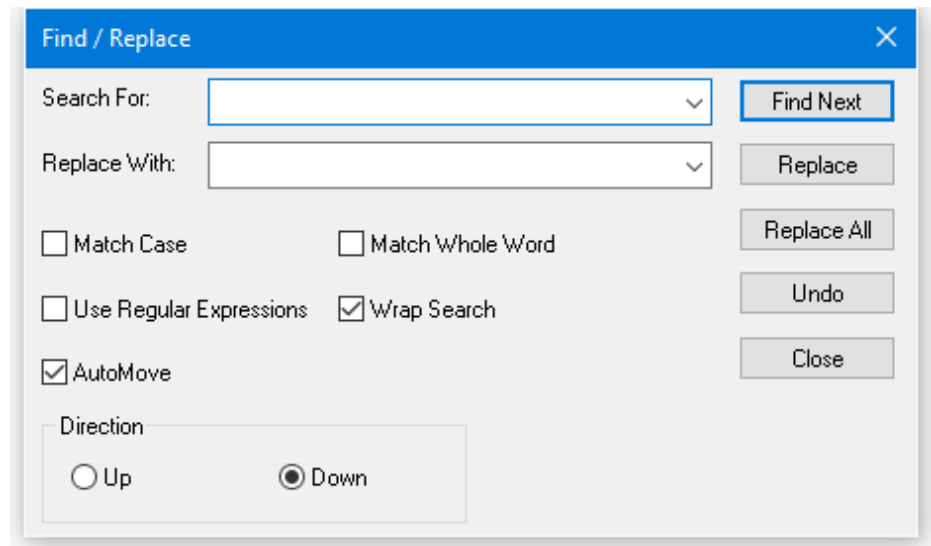 Find / Replace
Search For:
Find Next
Replace With:
Replace
Match Case
Match Whole Word
Replace All
Use Regular Expressions
Wrap Search
Undo
AutoMove
Close
Direction
Up
Down